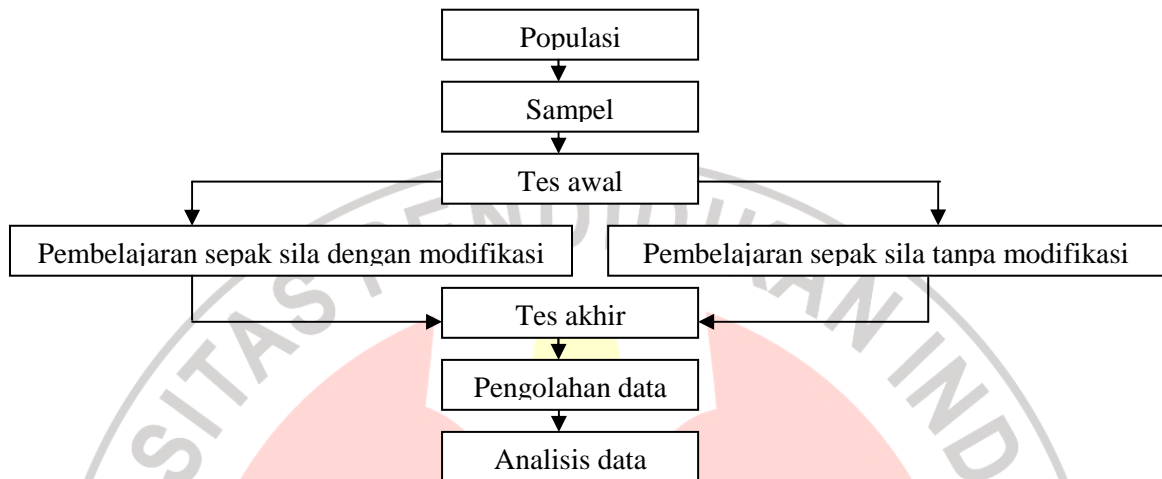 Populasi
Sampel
Tes awal
Pembelajaran sepak sila dengan modifikasi
Pembelajaran sepak sila tanpa modifikasi
Tes akhir
Pengolahan data
Analisis data